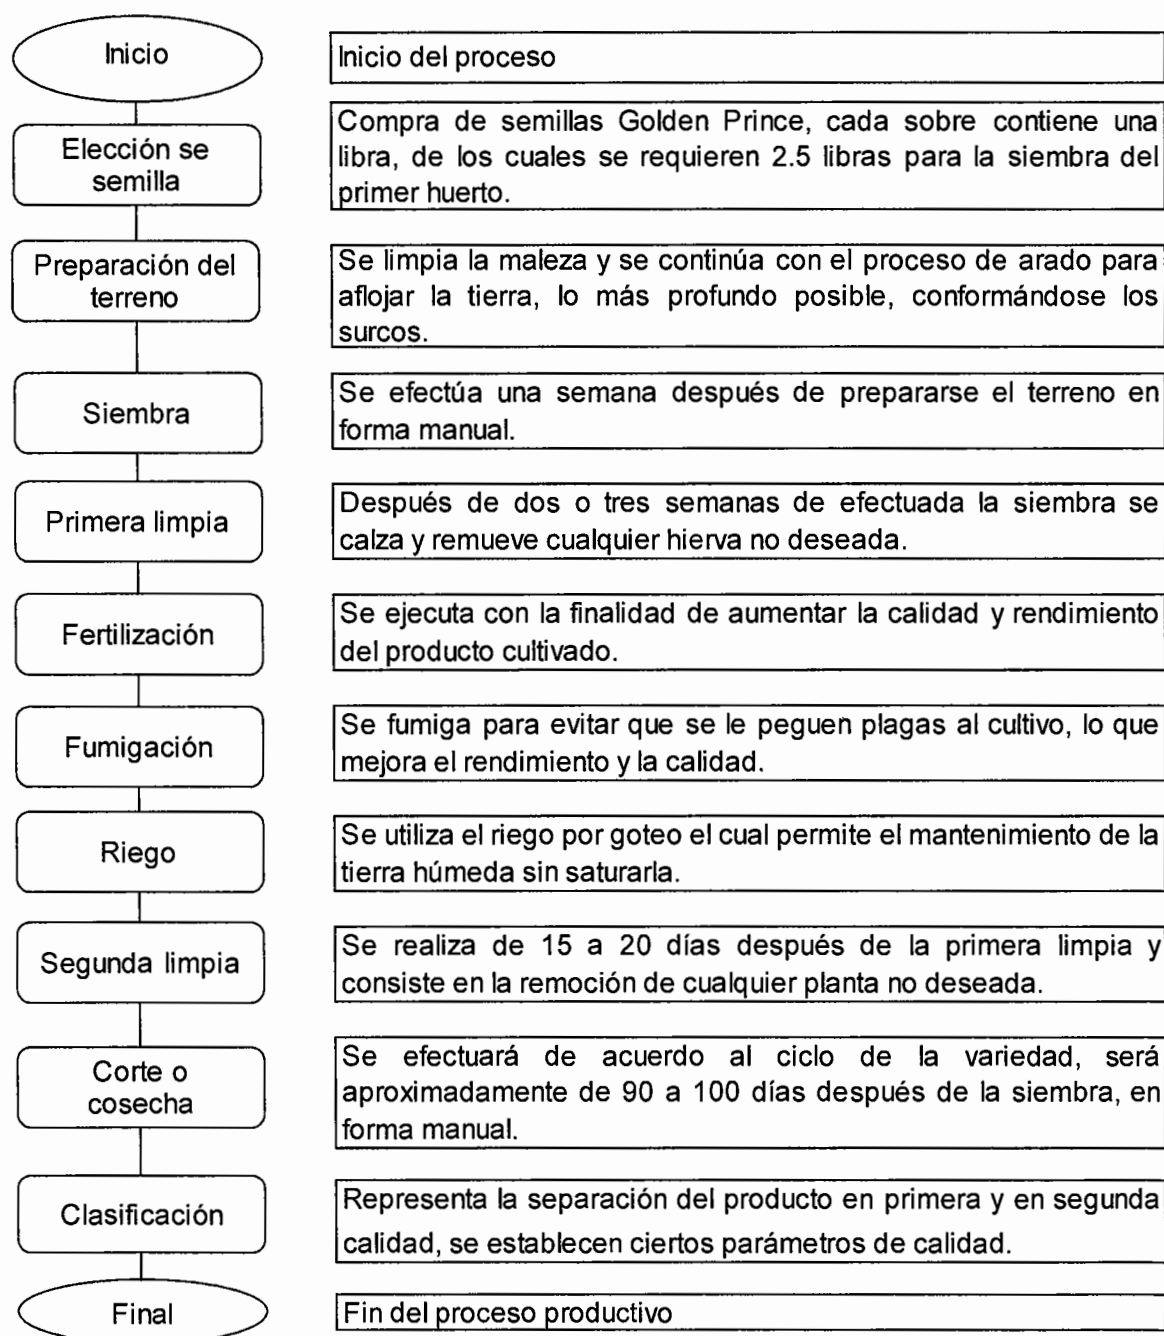 Inicio
Inicio del proceso
Elección se
semilla
Compra de semillas Golden Prince, cada sobre contiene una
libra, de los cuales se requieren 2.5 libras para la siembra del
primer huerto.
Preparación del
terreno
Se limpia la maleza y se continúa con el proceso de arado para
aflojar la tierra, lo más profundo posible, conformándose los
surcos.
Siembra
Se efectúa una semana después de prepararse el terreno en
forma manual.
Primera limpia
Después de dos o tres semanas de efectuada la siembra se
calza y remueve cualquier hierva no deseada.
Fertilización
Se ejecuta con la finalidad de aumentar la calidad y rendimiento
del producto cultivado.
Fumigación
Se fumiga para evitar que se le peguen plagas al cultivo, lo que
mejora el rendimiento y la calidad.
Riego
Se utiliza el riego por goteo el cual permite el mantenimiento de la
tierra húmeda sin saturarla.
Segunda limpia
Se realiza de 15 a 20 días después de la primera limpia y
consiste en la remoción de cualquier planta no deseada.
Corte o
cosecha
Se efectuará de acuerdo al ciclo de la variedad, será
aproximadamente de 90 a 100 días después de la siembra, en
forma manual.
Clasificación
Representa la separación del producto en primera y en segunda
calidad, se establecen ciertos parámetros de calidad.
Final
Fin del proceso productivo